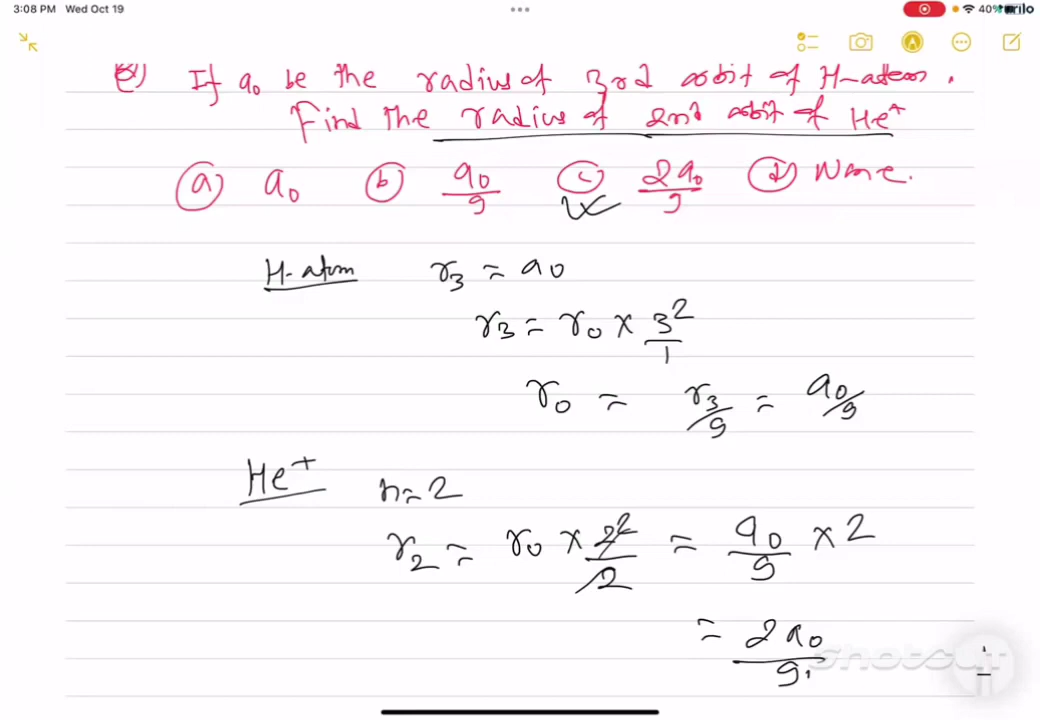 3:08 PM Wed Oct 19
40%
If a0 be the radius of 3rd orbit of H-atom.
Find the radius of 2nd orbit of He+
(a) a0 (b) a0/9 (c) 2a0/9 (d) None.
H-atom r3 = a0
r3 = r0 × 3²/1
r0 = r3/9 = a0/9
He+ n=2
r2 = r0 × 2²/2 = a0/9 × 2
= 2a0/9
shotcut